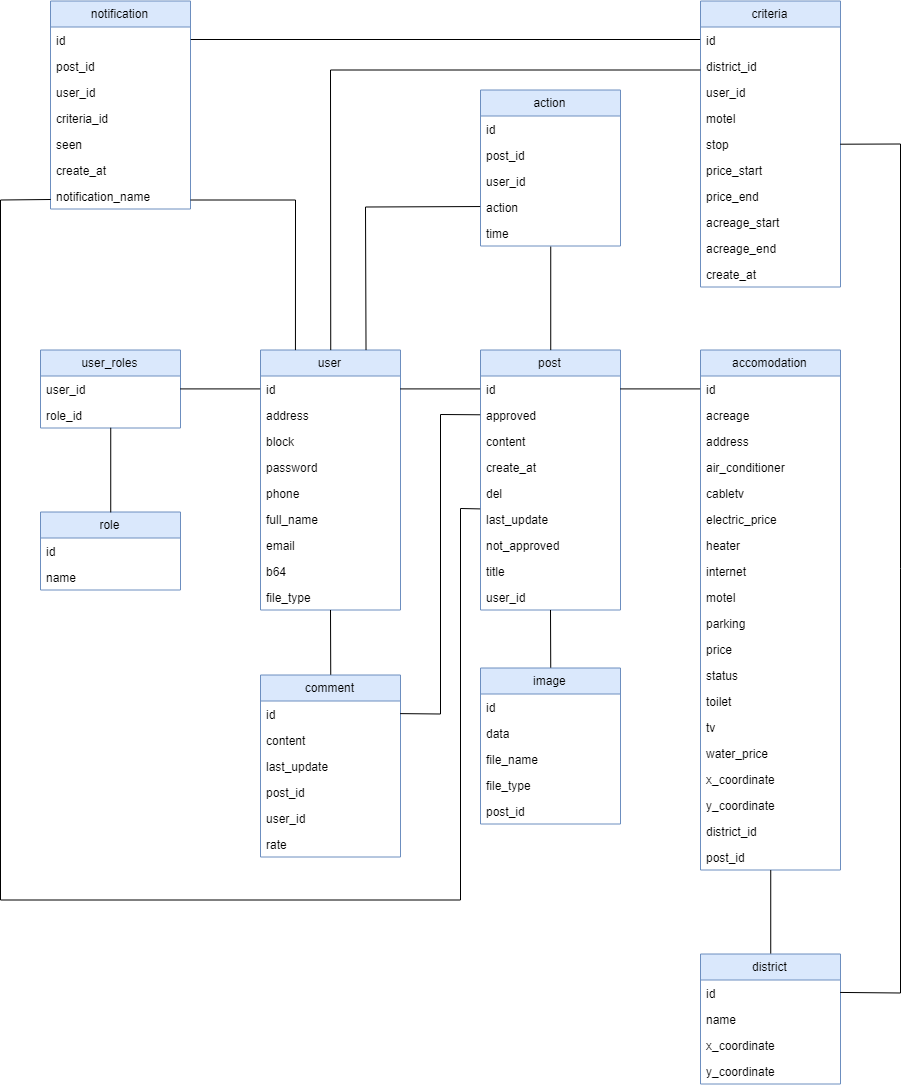 notification
id
post_id
user_id
criteria_id
seen
create_at
notification_name
criteria
id
district_id
user_id
motel
stop
price_start
price_end
acreage_start
acreage_end
create_at
action
id
post_id
user_id
action
time
user_roles
user_id
role_id
role
id
name
user
id
address
block
password
phone
full_name
email
b64
file_type
post
id
approved
content
create_at
del
last_update
not_approved
title
user_id
accomodation
id
acreage
address
air_conditioner
cabletv
electric_price
heater
internet
motel
parking
price
status
toilet
tv
water_price
x_coordinate
y_coordinate
district_id
post_id
comment
id
content
last_update
post_id
user_id
rate
image
id
data
file_name
file_type
post_id
district
id
name
x_coordinate
y_coordinate